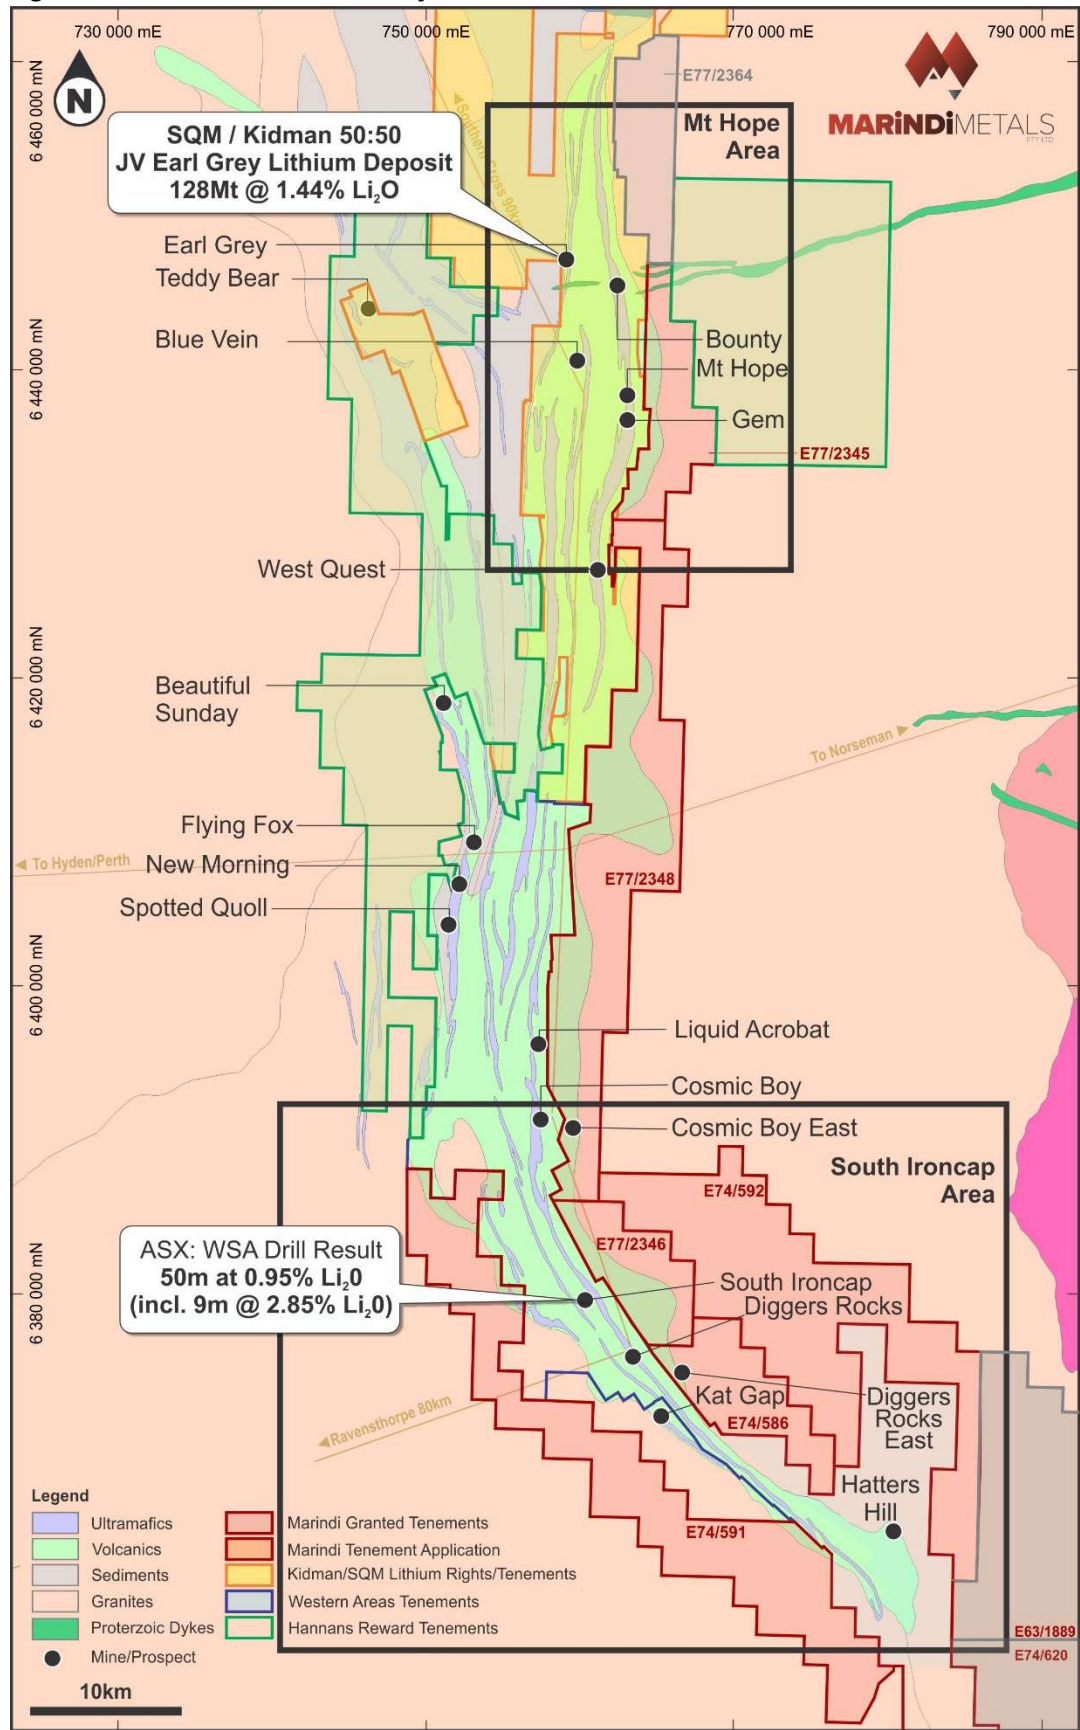 730 000 mE
750 000 mE
770 000 mE
790 000 mE
6 460 000 mN
6 440 000 mN
6 420 000 mN
6 400 000 mN
6 380 000 mN
N
MARiNDiMETALS
PTY LTD
E77/2364
Mt Hope
Area
Southern Cross 90km
SQM / Kidman 50:50
JV Earl Grey Lithium Deposit
128Mt @ 1.44% Li2O
Earl Grey
Teddy Bear
Blue Vein
Bounty
Mt Hope
Gem
E77/2345
West Quest
Beautiful
Sunday
To Norseman
Flying Fox
To Hyden/Perth
New Morning
E77/2348
Spotted Quoll
Liquid Acrobat
Cosmic Boy
Cosmic Boy East
South Ironcap
Area
E74/592
E77/2346
ASX: WSA Drill Result
50m at 0.95% Li20
(incl. 9m @ 2.85% Li20)
South Ironcap
Diggers Rocks
Kat Gap
Diggers
Rocks
East
E74/586
Ravensthorpe 80km
Hatters
Hill
E74/591
E63/1889
E74/620
Legend
Ultramafics
Volcanics
Sediments
Granites
Proterzoic Dykes
Mine/Prospect
Marindi Granted Tenements
Marindi Tenement Application
Kidman/SQM Lithium Rights/Tenements
Western Areas Tenements
Hannans Reward Tenements
10km